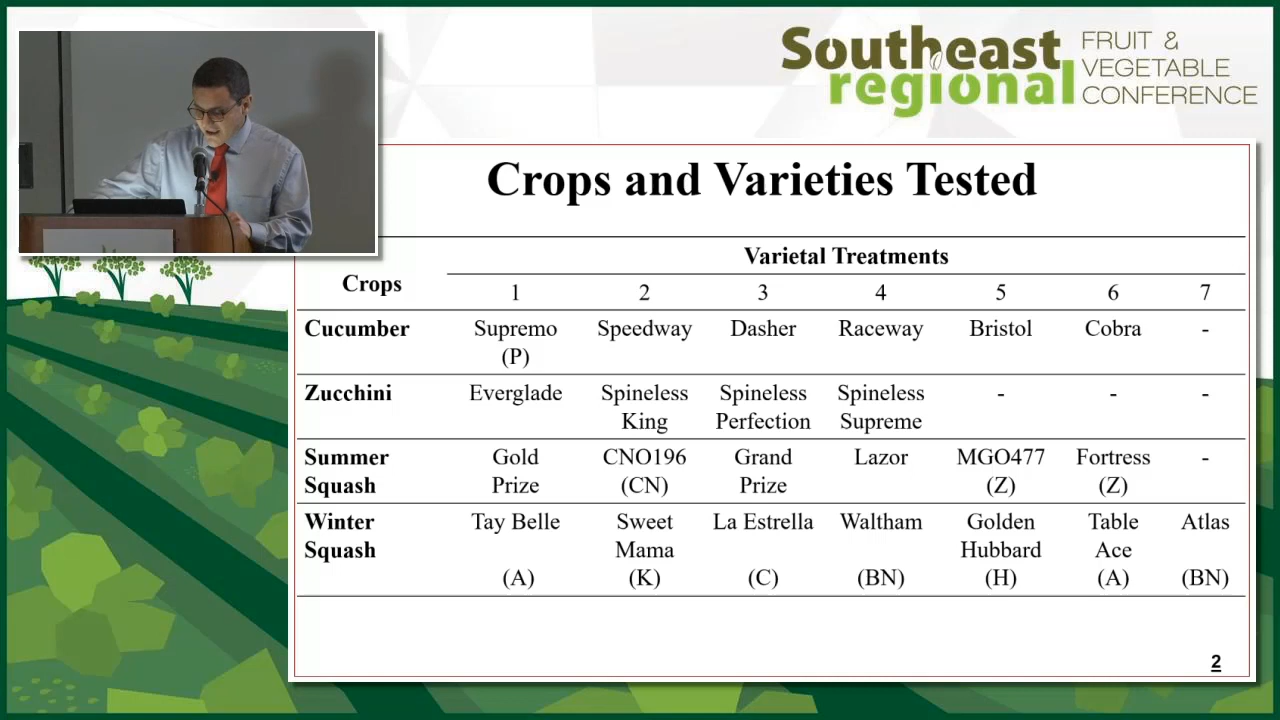 Southeast
regional
FRUIT &
VEGETABLE
CONFERENCE
Crops and Varieties Tested
Crops
Varietal Treatments
1 2 3 4 5 6 7
Cucumber Supremo (P) Speedway Dasher Raceway Bristol Cobra -
Zucchini Everglade Spineless King Spineless Perfection Spineless Supreme - - -
Summer Squash Gold Prize CNO196 (CN) Grand Prize Lazor MGO477 (Z) Fortress (Z) -
Winter Squash Tay Belle (A) Sweet Mama (K) La Estrella (C) Waltham (BN) Golden Hubbard (H) Table Ace (A) Atlas (BN)
2